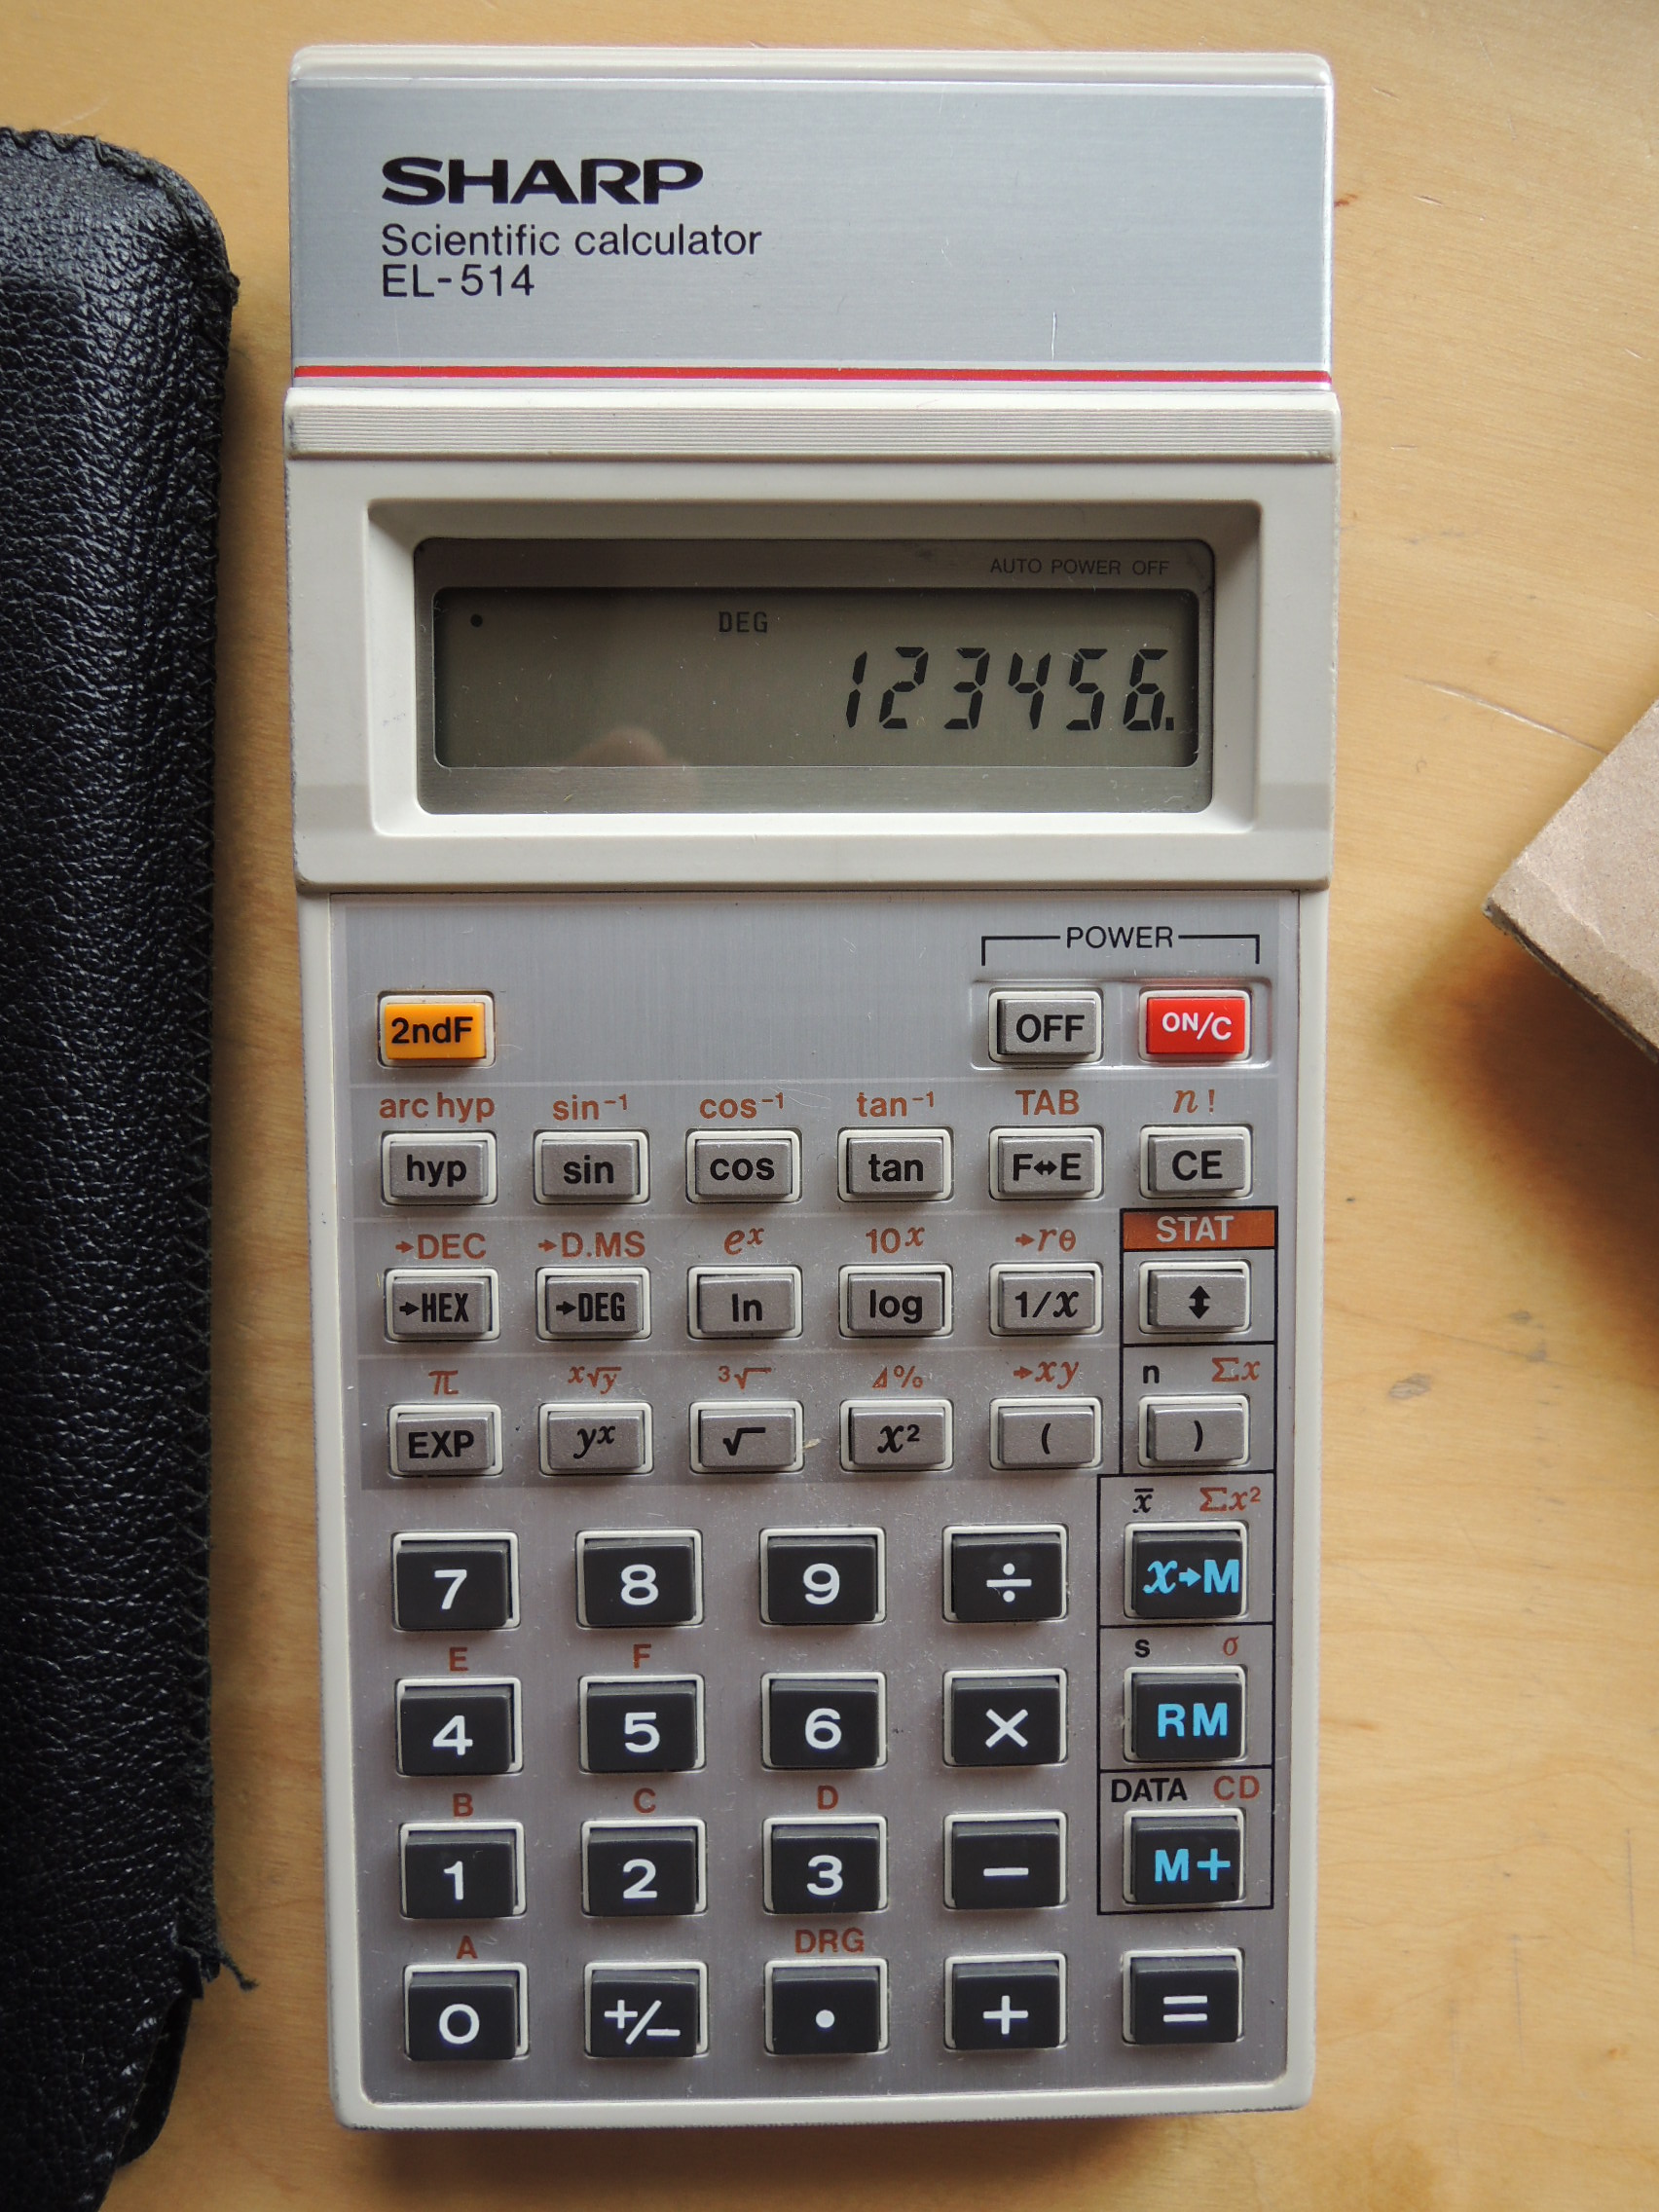 SHARP
Scientific calculator
EL-514
AUTO POWER OFF
DEG
123456.
POWER
2ndF OFF ON/C
arc hyp sin⁻¹ cos⁻¹ tan⁻¹ TAB n!
hyp sin cos tan F↔E CE
→DEC →D.MS eˣ 10ˣ →rθ STAT
→HEX →DEG ln log 1/x ↕
π ˣ√y ³√ Δ% →xy n Σx
EXP yˣ √ x² ( )
x̄ Σx²
7 8 9 ÷ x→M
E F s σ
4 5 6 × RM
B C D DATA CD
1 2 3 − M+
A DRG
0 +/− • + =